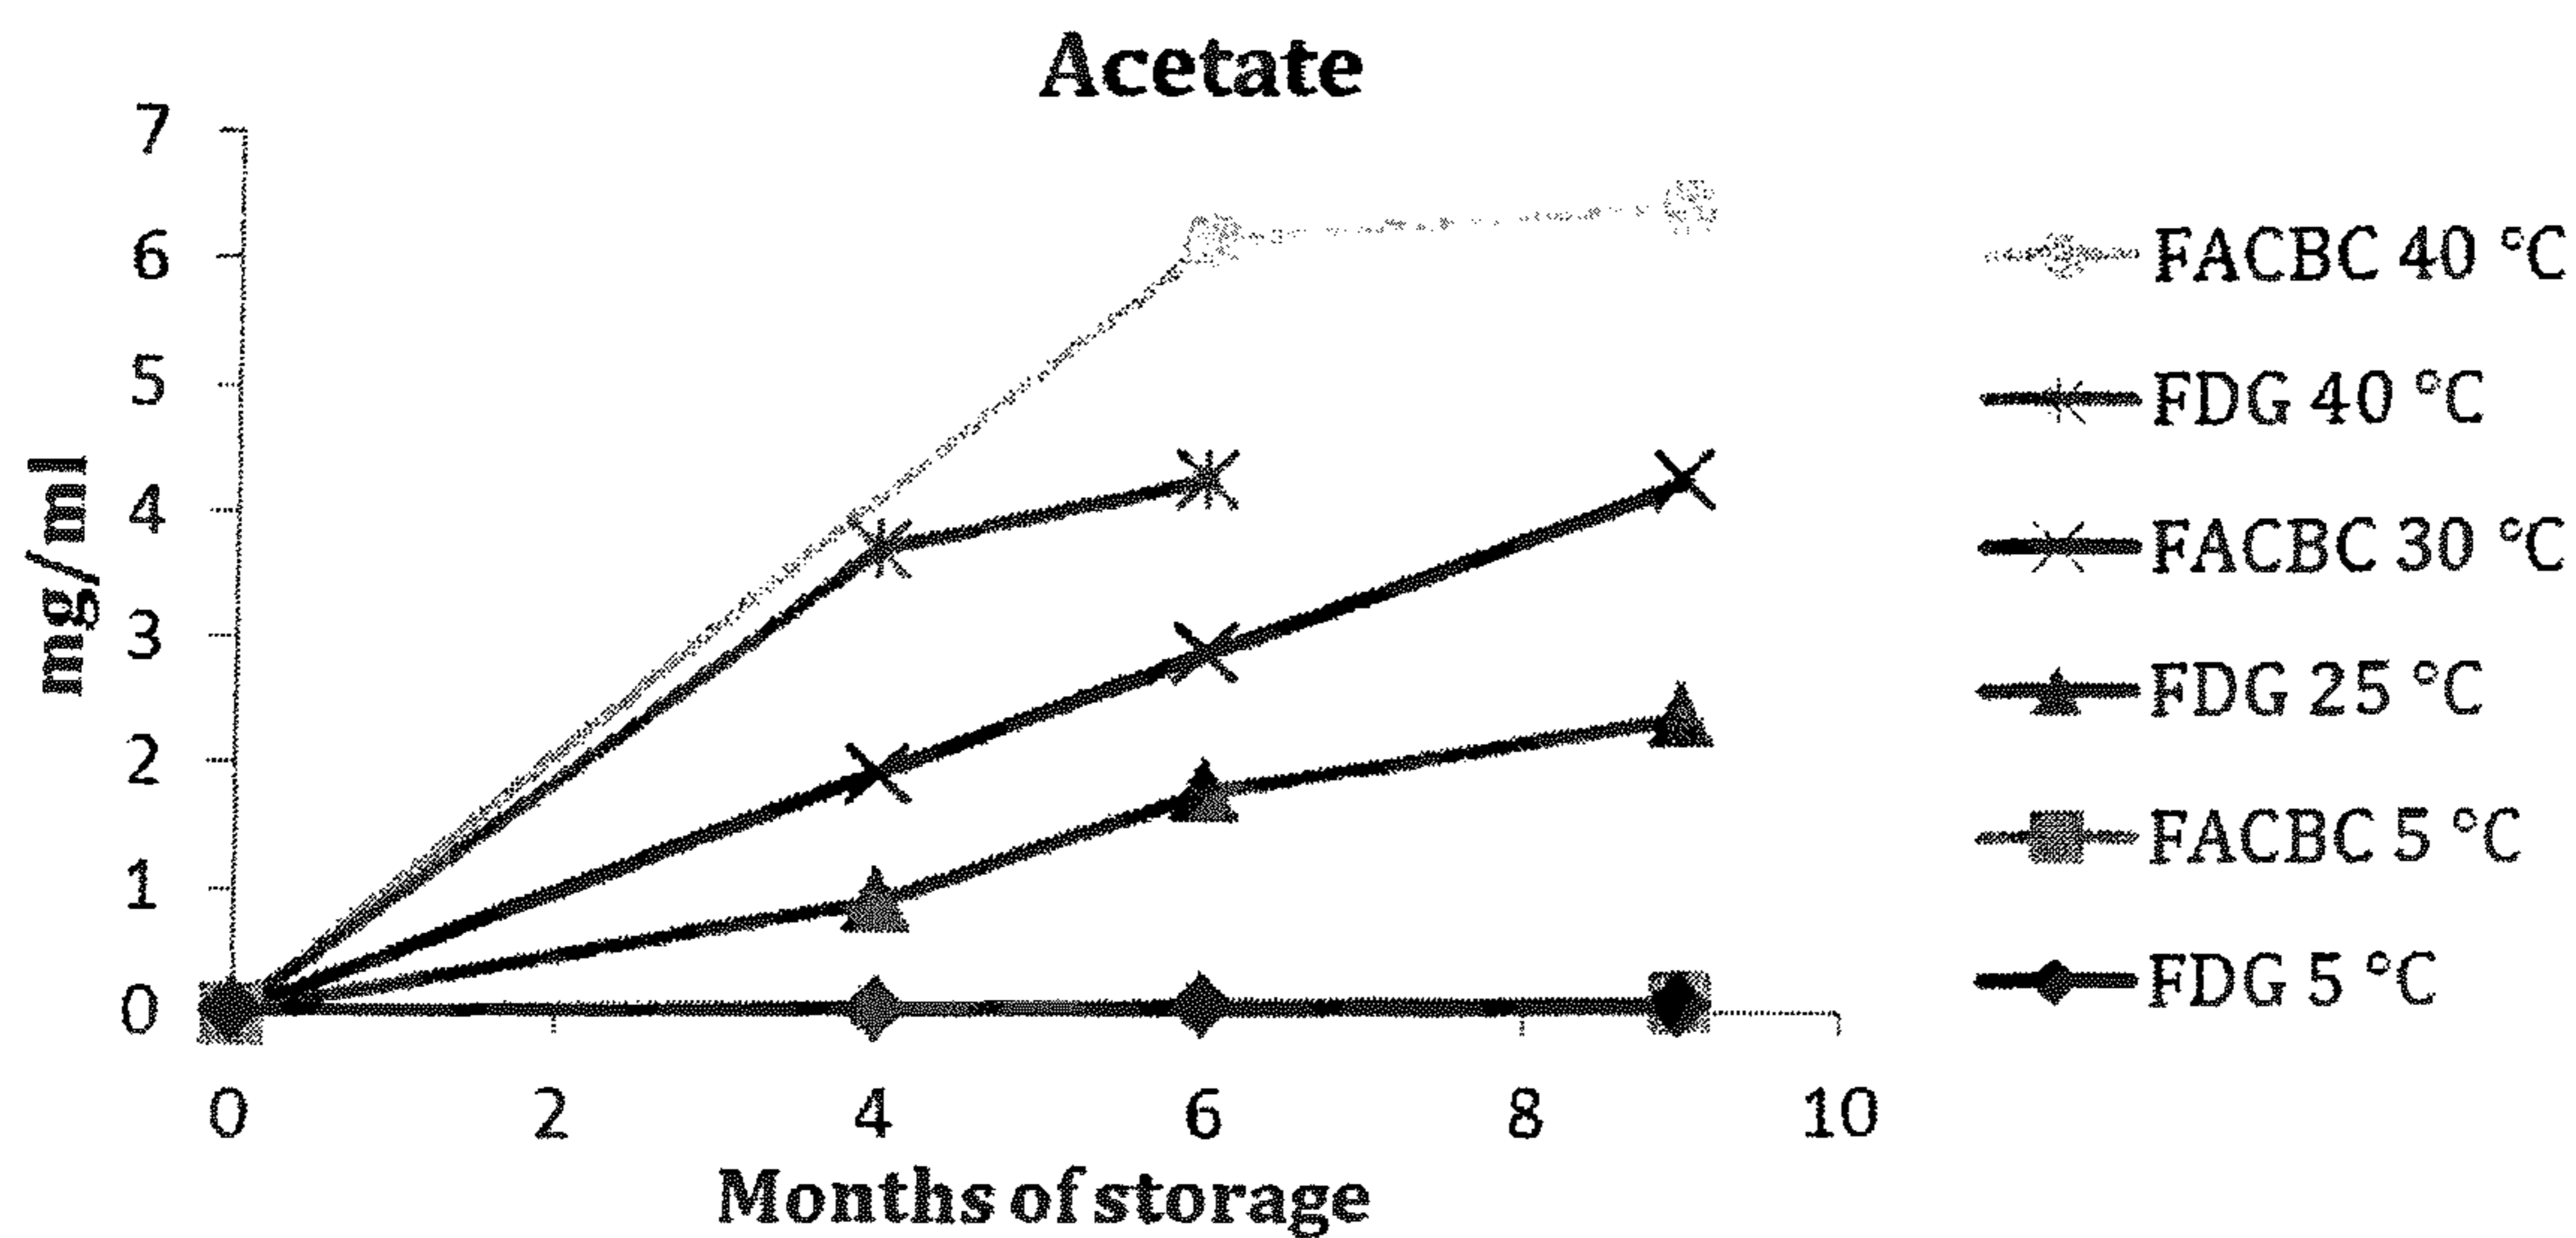 Acetate
7
6
5
4
3
2
1
0
mg/ml
0 2 4 6 8 10
Months of storage
FACBC 40 °C
FDG 40 °C
FACBC 30 °C
FDG 25 °C
FACBC 5 °C
FDG 5 °C